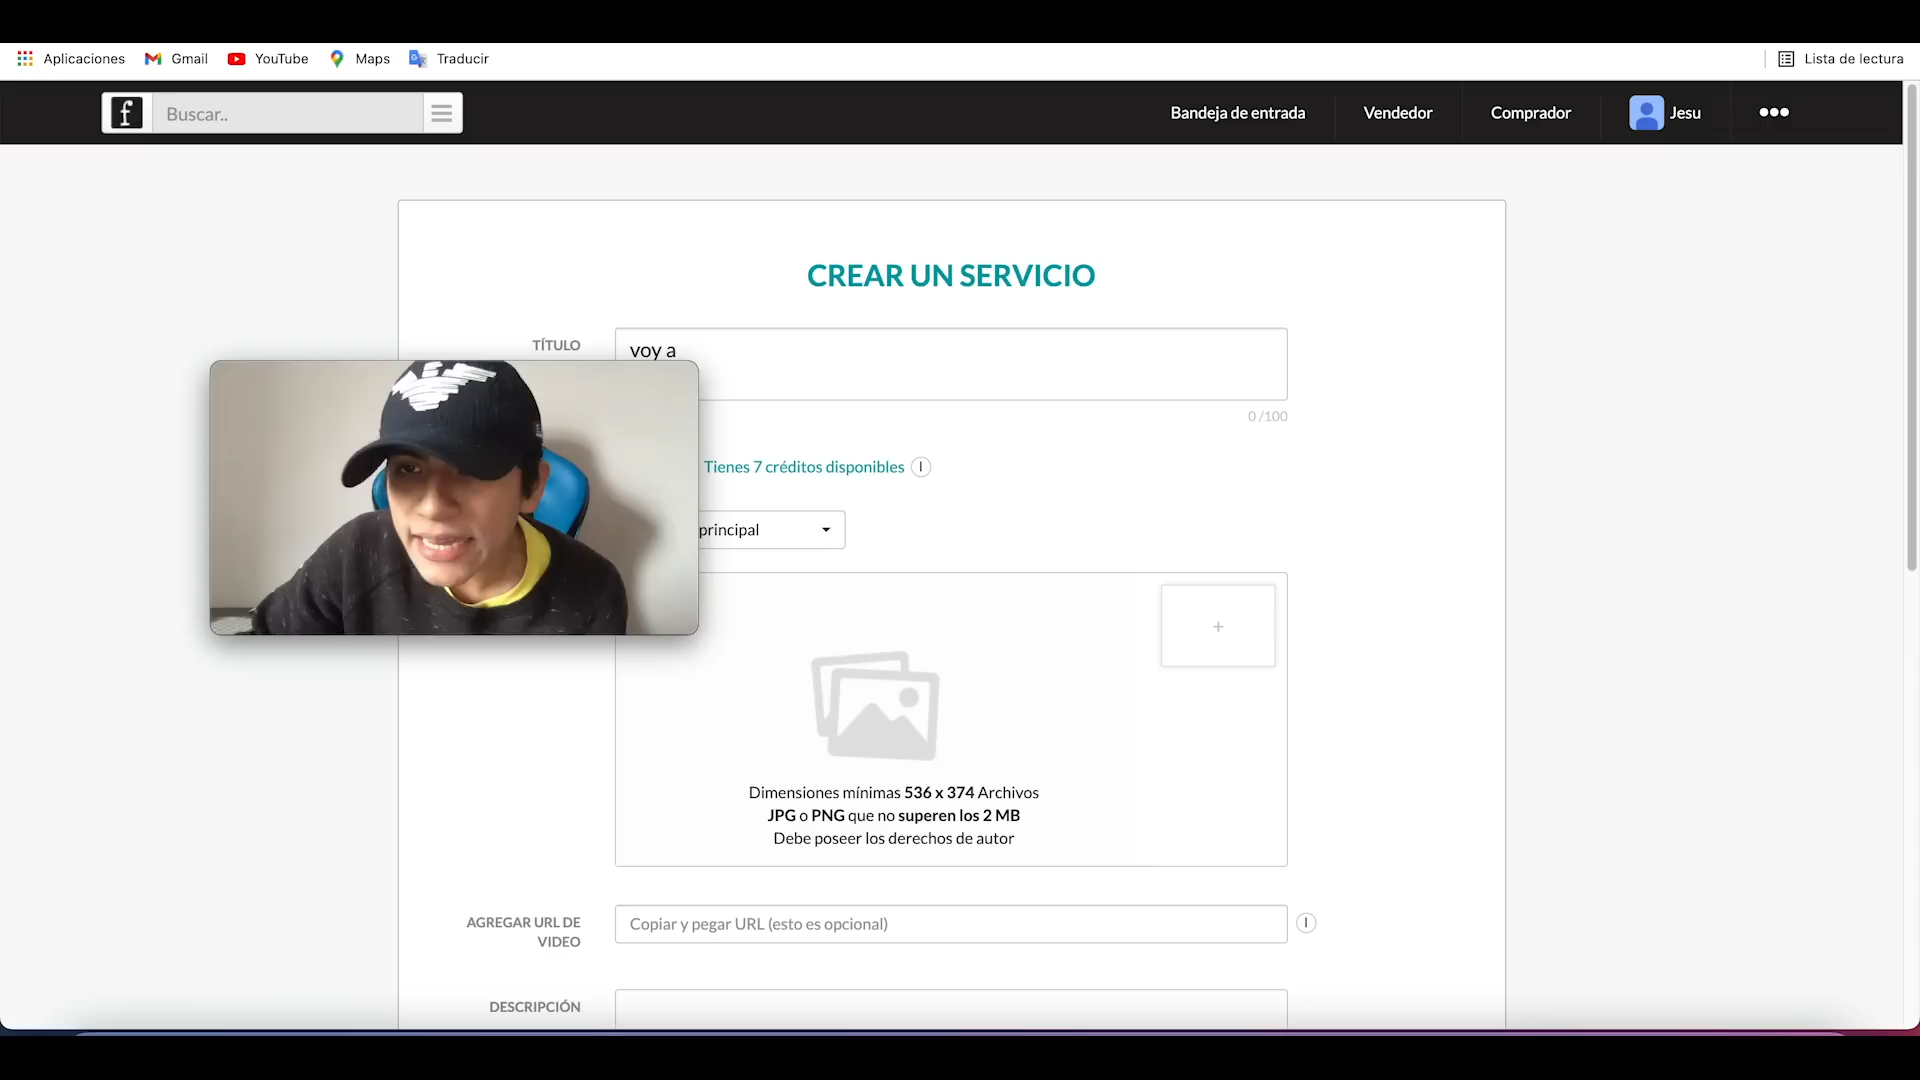 Aplicaciones
Gmail
YouTube
Maps
Traducir
Lista de lectura
f
Buscar..
Bandeja de entrada
Vendedor
Comprador
Jesu
CREAR UN SERVICIO
TÍTULO
voy a
0 /100
Tienes 7 créditos disponibles
principal
+
Dimensiones mínimas 536 x 374 Archivos
JPG o PNG que no superen los 2 MB
Debe poseer los derechos de autor
AGREGAR URL DE
VIDEO
Copiar y pegar URL (esto es opcional)
DESCRIPCIÓN